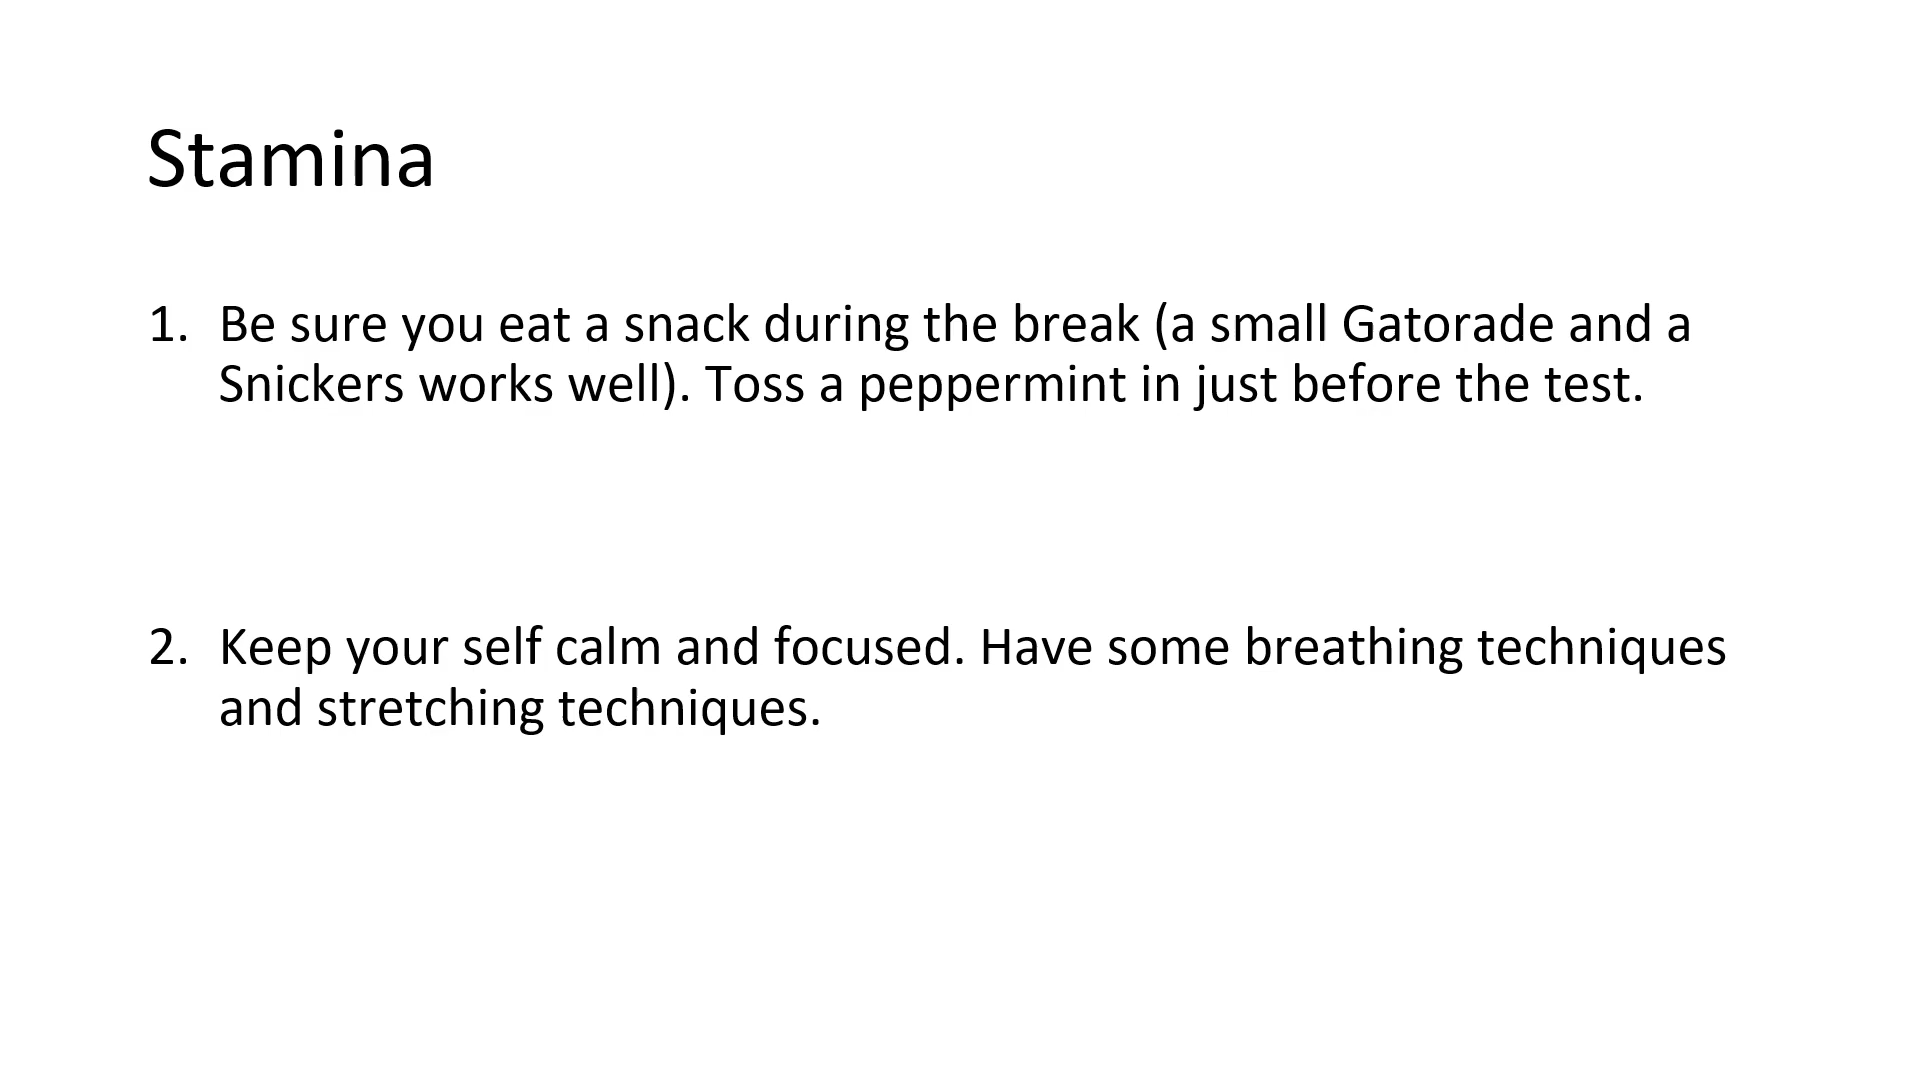 Stamina
1. Be sure you eat a snack during the break (a small Gatorade and a
Snickers works well). Toss a peppermint in just before the test.
2. Keep your self calm and focused. Have some breathing techniques
and stretching techniques.